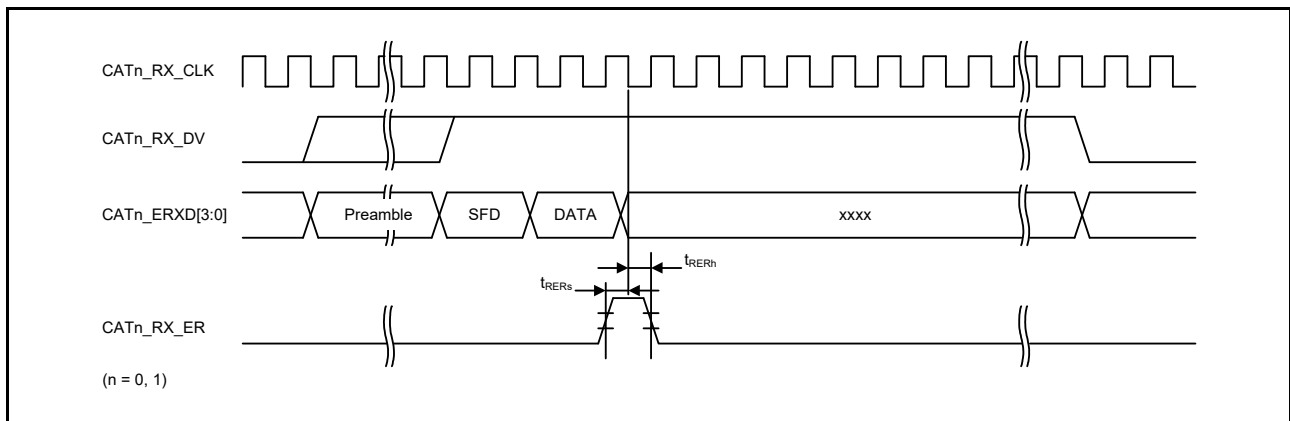 CATn_RX_CLK
CATn_RX_DV
CATn_ERXD[3:0]
Preamble SFD DATA xxxx
tRERh
tRERs
CATn_RX_ER
(n = 0, 1)